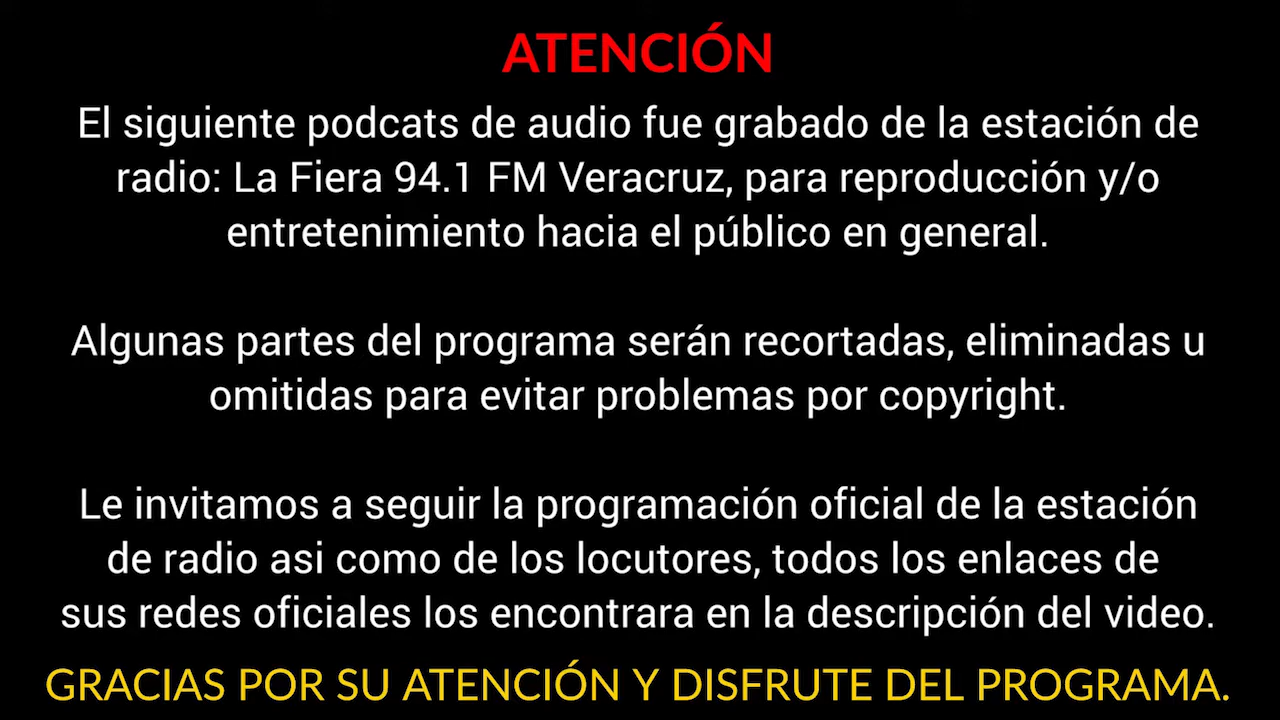 ATENCIÓN
El siguiente podcats de audio fue grabado de la estación de
radio: La Fiera 94.1 FM Veracruz, para reproducción y/o
entretenimiento hacia el público en general.
Algunas partes del programa serán recortadas, eliminadas u
omitidas para evitar problemas por copyright.
Le invitamos a seguir la programación oficial de la estación
de radio asi como de los locutores, todos los enlaces de
sus redes oficiales los encontrara en la descripción del video.
GRACIAS POR SU ATENCIÓN Y DISFRUTE DEL PROGRAMA.